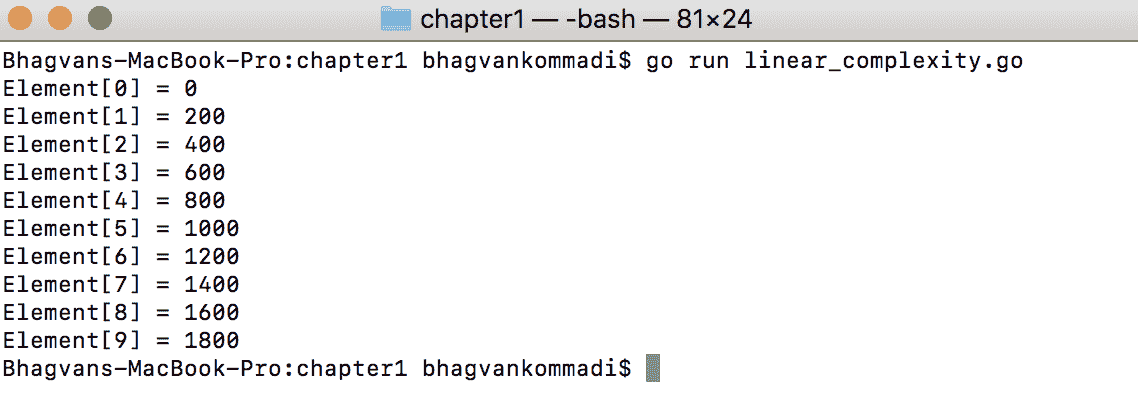 chapter1 — -bash — 81×24
Bhagvans-MacBook-Pro:chapter1 bhagvankommadi$ go run linear_complexity.go
Element[0] = 0
Element[1] = 200
Element[2] = 400
Element[3] = 600
Element[4] = 800
Element[5] = 1000
Element[6] = 1200
Element[7] = 1400
Element[8] = 1600
Element[9] = 1800
Bhagvans-MacBook-Pro:chapter1 bhagvankommadi$